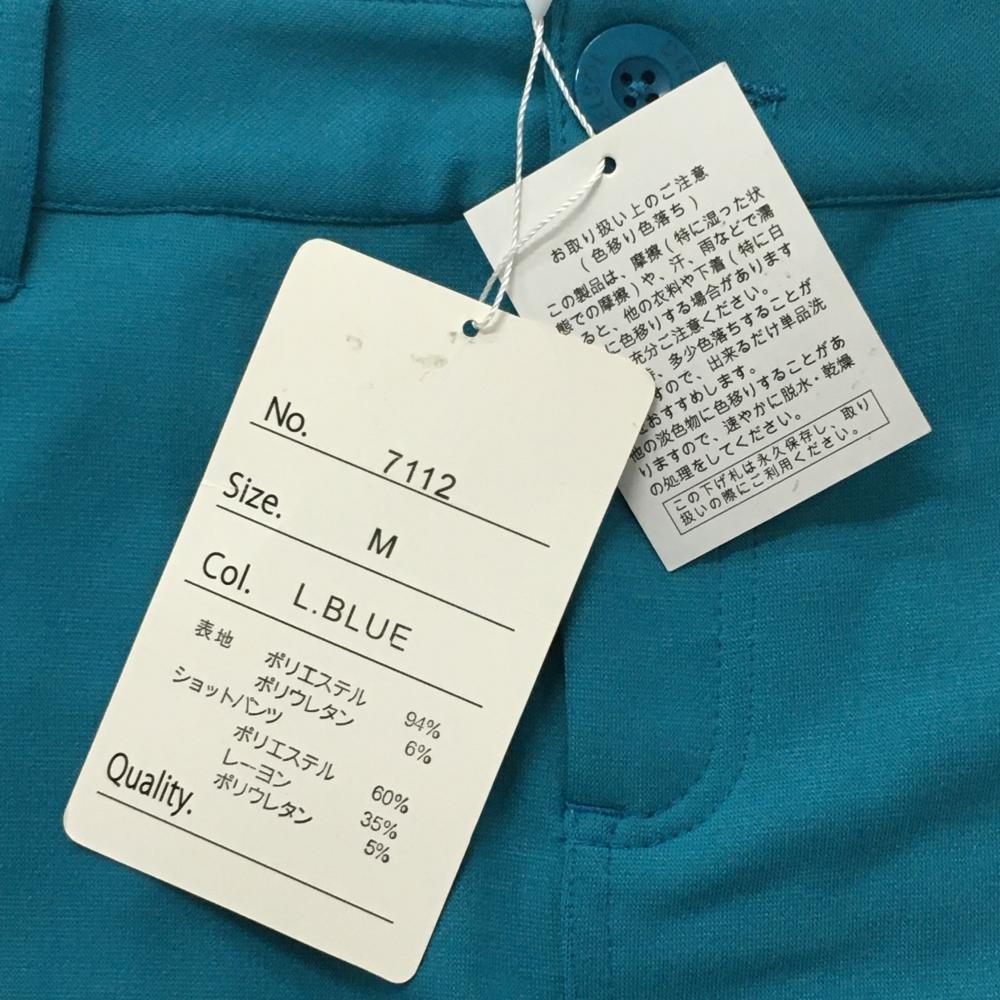 No.
7112
Size.
M
Col.
L.BLUE
表地 ポリエステル 94%
ポリウレタン 6%
ショットパンツ
ポリエステル 60%
レーヨン 35%
ポリウレタン 5%
Quality.
お取り扱い上のご注意
(色移り色落ち)
この製品は、摩擦(特に湿った状
態での摩擦)や、汗、雨などで濡
ると、他の衣料や下着(特に白
に色移りする場合があります
充分ご注意ください。
、多少色落ちすることが
すので、出来るだけ単品洗
おすすめします。
他の淡色物に色移りすることがあ
りますので、速やかに脱水・乾燥
の処理をしてください。
この下げ札は永久保存し、取り
扱いの際にご利用ください。